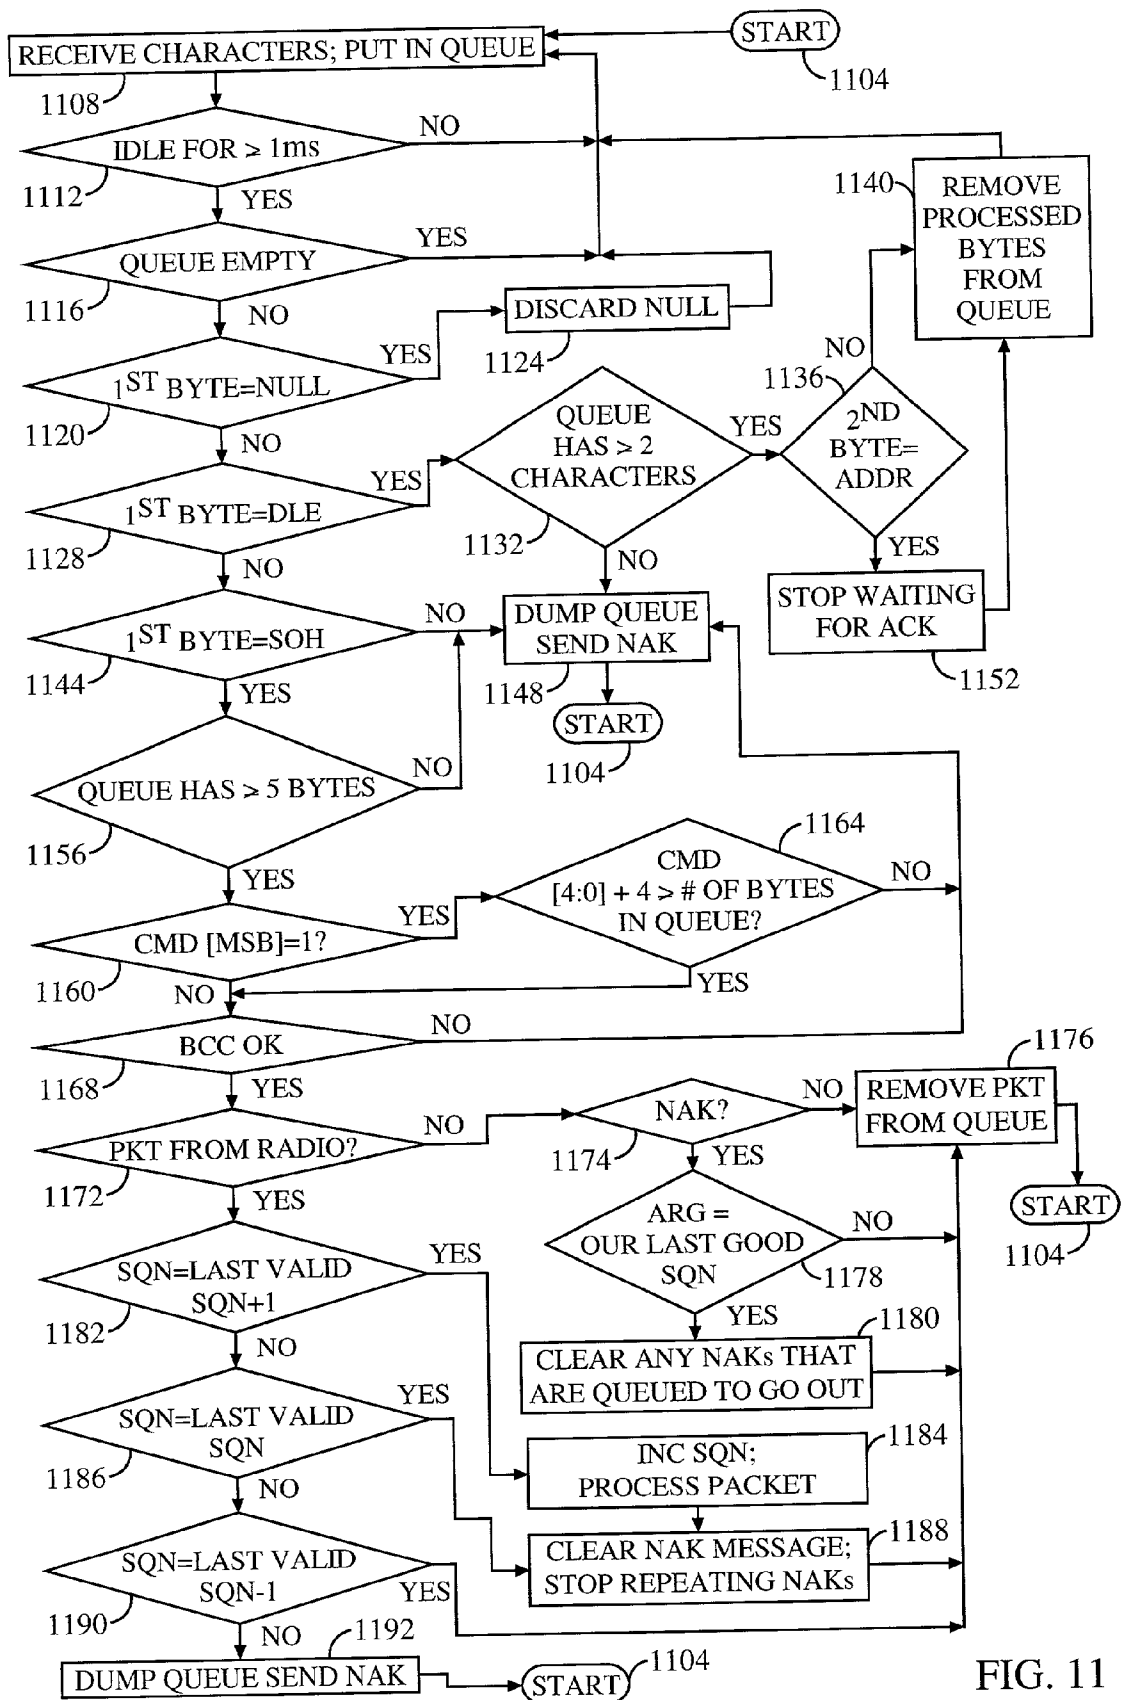 START
1104
RECEIVE CHARACTERS; PUT IN QUEUE
1108
IDLE FOR ≥ 1ms
NO
1112
YES
QUEUE EMPTY
YES
1116
NO
1ST BYTE=NULL
YES
1120
NO
DISCARD NULL
1124
1140
REMOVE
PROCESSED
BYTES
FROM
QUEUE
1ST BYTE=DLE
YES
1128
NO
QUEUE
HAS > 2
CHARACTERS
YES
1132
NO
NO
1136
2ND
BYTE=
ADDR
YES
STOP WAITING
FOR ACK
1152
1ST BYTE=SOH
NO
1144
YES
DUMP QUEUE
SEND NAK
1148
START
1104
QUEUE HAS > 5 BYTES
NO
1156
YES
CMD [MSB]=1?
YES
1160
NO
1164
CMD
[4:0] + 4 > # OF BYTES
IN QUEUE?
NO
YES
BCC OK
NO
1168
YES
PKT FROM RADIO?
NO
1172
YES
NAK?
NO
1174
YES
1176
REMOVE PKT
FROM QUEUE
START
1104
ARG =
OUR LAST GOOD
SQN
NO
1178
YES
1180
CLEAR ANY NAKs THAT
ARE QUEUED TO GO OUT
SQN=LAST VALID
SQN+1
YES
1182
NO
SQN=LAST VALID
SQN
YES
1186
NO
1184
INC SQN;
PROCESS PACKET
1188
CLEAR NAK MESSAGE;
STOP REPEATING NAKs
SQN=LAST VALID
SQN-1
YES
1190
NO
1192
DUMP QUEUE SEND NAK
START
1104
FIG. 11